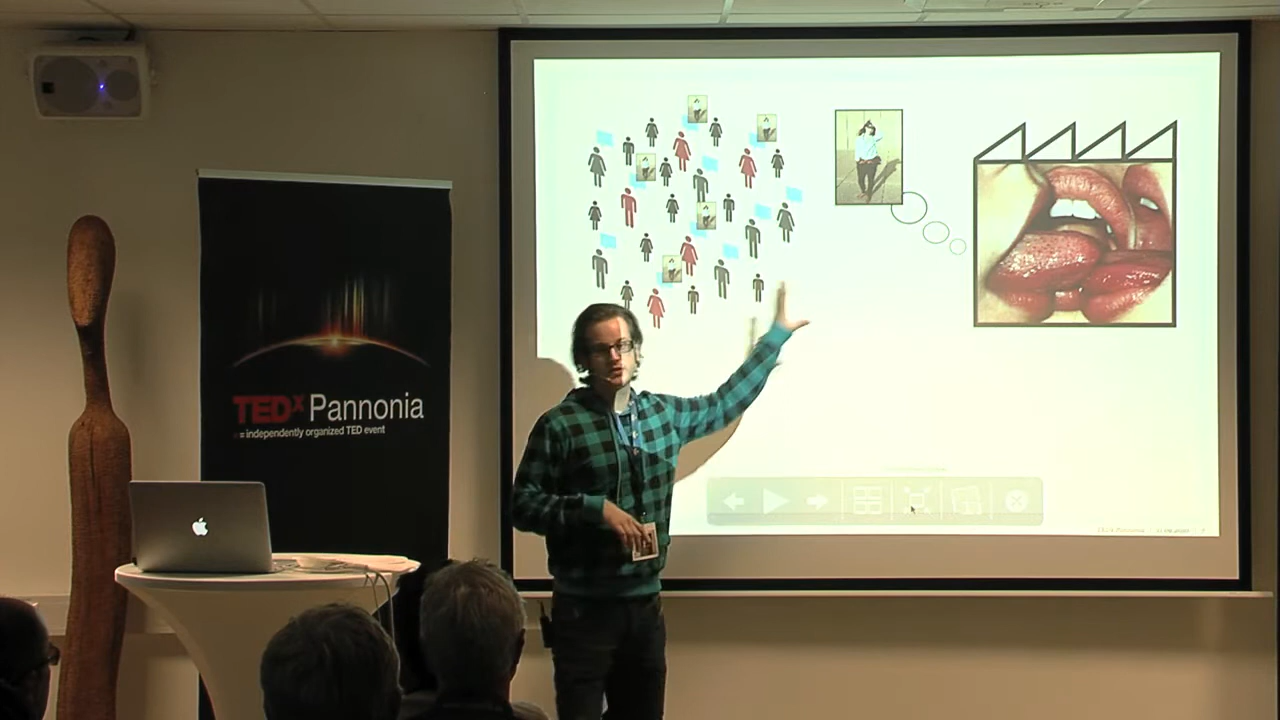 TEDx Pannonia
x = independently organized TED event